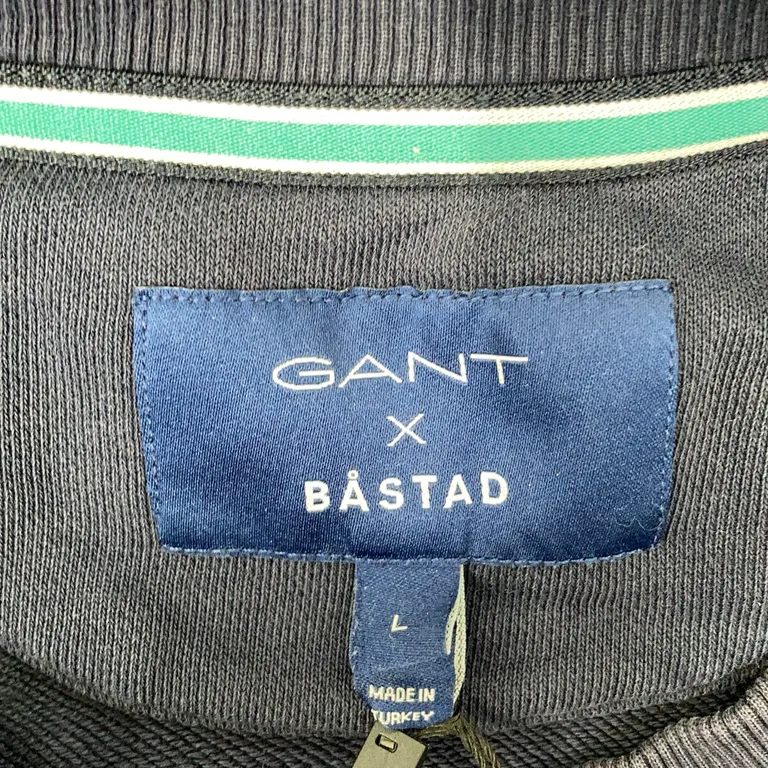 GANT
X
BÅSTAD
L
MADE IN
TURKEY